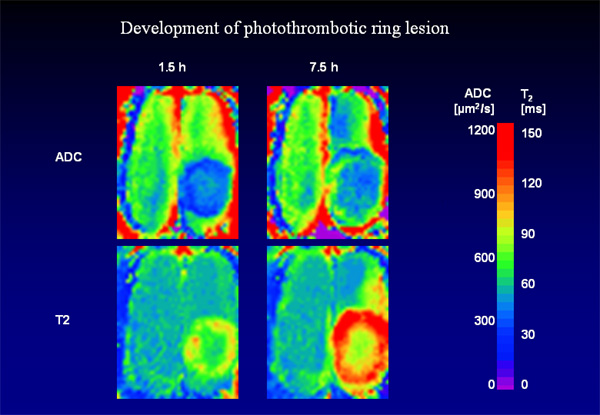 Development of photothrombotic ring lesion
1.5 h
7.5 h
ADC
T2
ADC
[µm²/s]
T₂
[ms]
1200
150
120
900
90
600
60
300
30
0
0